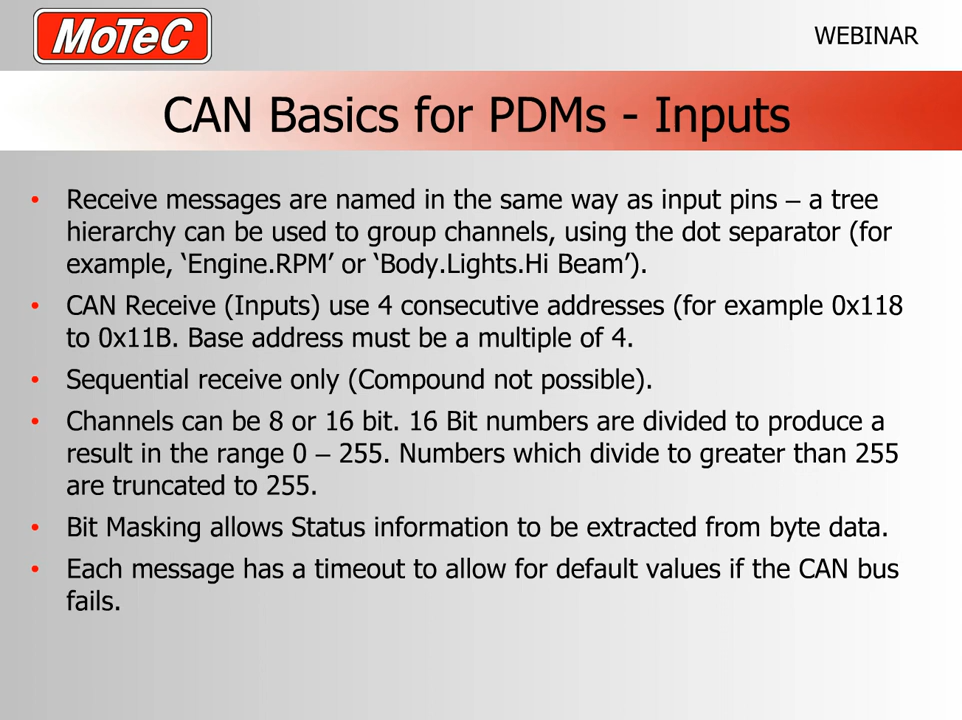 MoTeC
WEBINAR
CAN Basics for PDMs - Inputs
• Receive messages are named in the same way as input pins – a tree
hierarchy can be used to group channels, using the dot separator (for
example, ‘Engine.RPM’ or ‘Body.Lights.Hi Beam’).
• CAN Receive (Inputs) use 4 consecutive addresses (for example 0x118
to 0x11B. Base address must be a multiple of 4.
• Sequential receive only (Compound not possible).
• Channels can be 8 or 16 bit. 16 Bit numbers are divided to produce a
result in the range 0 – 255. Numbers which divide to greater than 255
are truncated to 255.
• Bit Masking allows Status information to be extracted from byte data.
• Each message has a timeout to allow for default values if the CAN bus
fails.